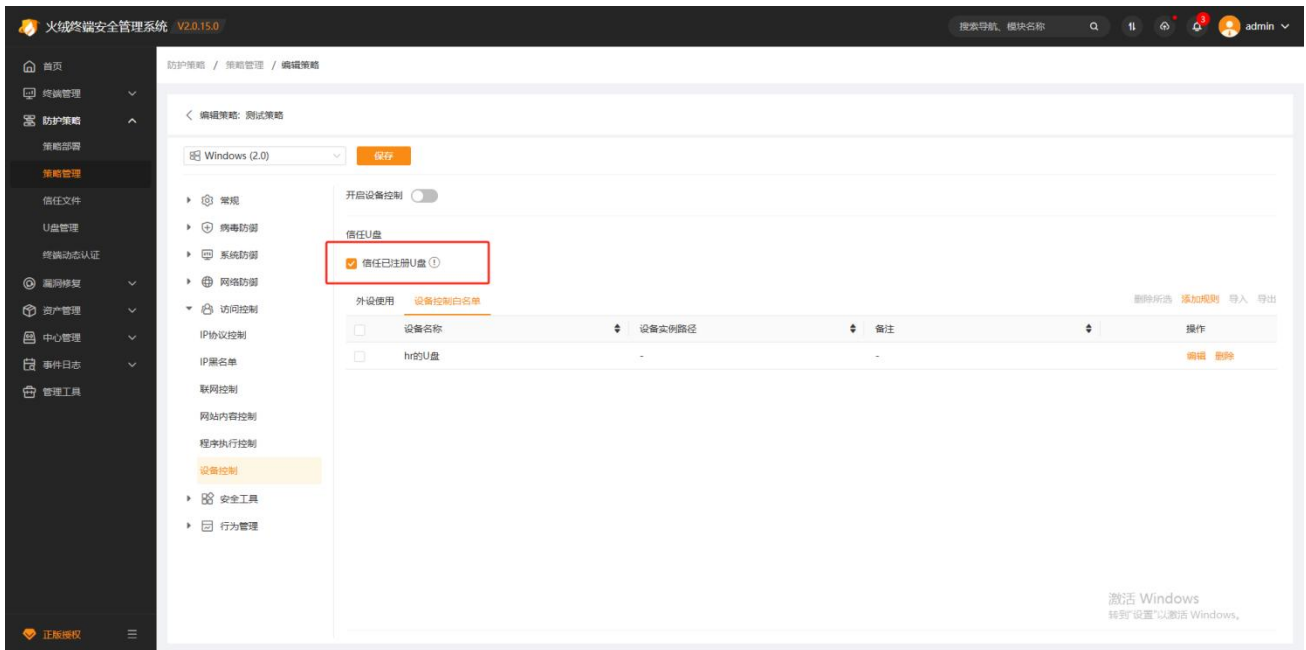 火绒终端安全管理系统 V2.0.15.0
搜索导航、模块名称
3
admin
首页
终端管理
防护策略
策略部署
策略管理
信任文件
U盘管理
终端动态认证
漏洞修复
资产管理
中心管理
事件日志
管理工具
正版授权
防护策略 / 策略管理 / 编辑策略
编辑策略: 测试策略
Windows (2.0)
保存
常规
病毒防御
系统防御
网络防御
访问控制
IP协议控制
IP黑名单
联网控制
网站内容控制
程序执行控制
设备控制
安全工具
行为管理
开启设备控制
信任U盘
信任已注册U盘
外设使用 设备控制白名单
删除所选 添加规则 导入 导出
设备名称 设备实例路径 备注 操作
hr的U盘 - - 编辑 删除
激活 Windows
转到"设置"以激活 Windows。